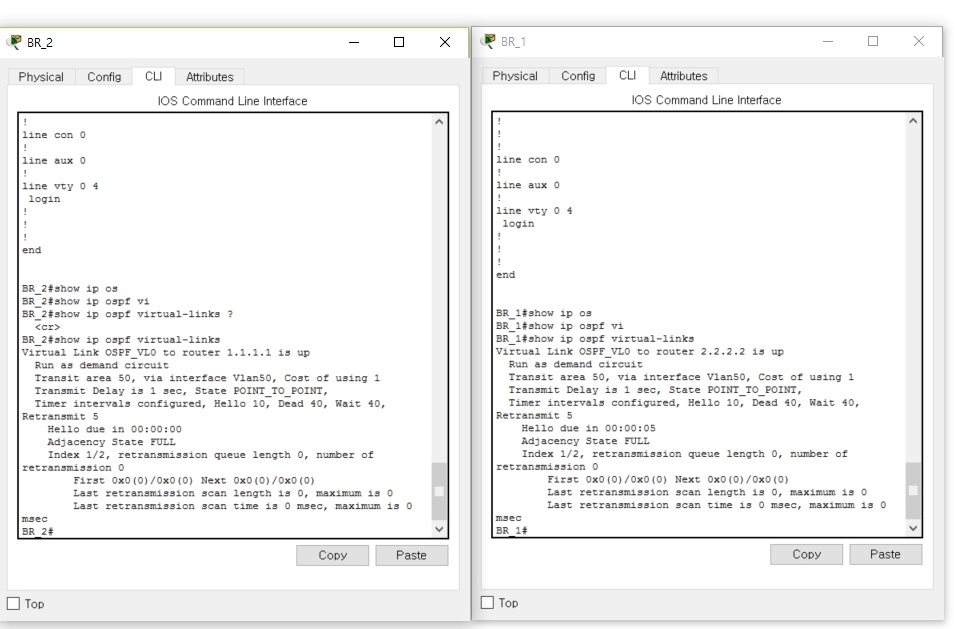 BR_2
Physical Config CLI Attributes
IOS Command Line Interface
!
line con 0
!
line aux 0
!
line vty 0 4
login
!
!
!
end
BR_2#show ip os
BR_2#show ip ospf vi
BR_2#show ip ospf virtual-links ?
<cr>
BR_2#show ip ospf virtual-links
Virtual Link OSPF_VL0 to router 1.1.1.1 is up
Run as demand circuit
Transit area 50, via interface Vlan50, Cost of using 1
Transmit Delay is 1 sec, State POINT_TO_POINT,
Timer intervals configured, Hello 10, Dead 40, Wait 40,
Retransmit 5
Hello due in 00:00:00
Adjacency State FULL
Index 1/2, retransmission queue length 0, number of
retransmission 0
First 0x0(0)/0x0(0) Next 0x0(0)/0x0(0)
Last retransmission scan length is 0, maximum is 0
Last retransmission scan time is 0 msec, maximum is 0
msec
BR_2#
Copy Paste
Top
BR_1
Physical Config CLI Attributes
IOS Command Line Interface
!
!
!
line con 0
!
line aux 0
!
line vty 0 4
login
!
!
!
end
BR_1#show ip os
BR_1#show ip ospf vi
BR_1#show ip ospf virtual-links
Virtual Link OSPF_VL0 to router 2.2.2.2 is up
Run as demand circuit
Transit area 50, via interface Vlan50, Cost of using 1
Transmit Delay is 1 sec, State POINT_TO_POINT,
Timer intervals configured, Hello 10, Dead 40, Wait 40,
Retransmit 5
Hello due in 00:00:05
Adjacency State FULL
Index 1/2, retransmission queue length 0, number of
retransmission 0
First 0x0(0)/0x0(0) Next 0x0(0)/0x0(0)
Last retransmission scan length is 0, maximum is 0
Last retransmission scan time is 0 msec, maximum is 0
msec
BR_1#
Copy Paste
Top